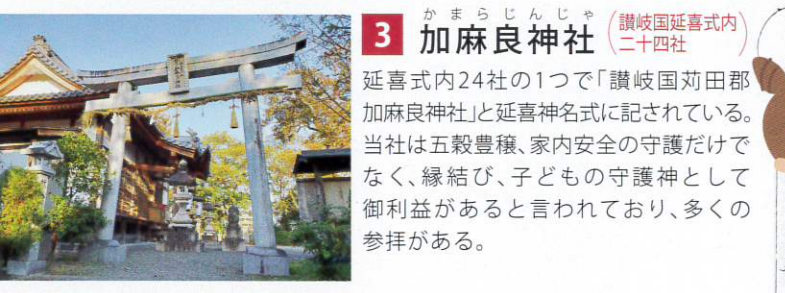 かまらじんじゃ
3 加麻良神社 (讃岐国延喜式内
二十四社)
延喜式内24社の1つで「讃岐国苅田郡
加麻良神社」と延喜神名式に記されている。
当社は五穀豊穣、家内安全の守護だけで
なく、縁結び、子どもの守護神として
御利益があると言われており、多くの
参拝がある。